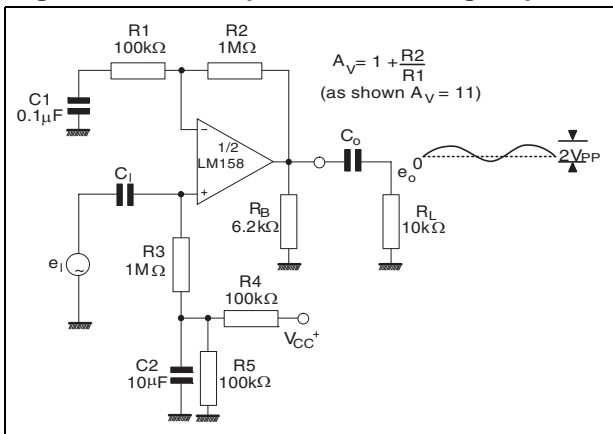 R1
100kΩ
R2
1MΩ
A_V = 1 + R2/R1
(as shown A_V = 11)
C1
0.1μF
1/2
LM158
−
+
C_I
C_o
e_o
0
2V_PP
R_B
6.2kΩ
R_L
10kΩ
e_I
~
R3
1MΩ
R4
100kΩ
V_CC+
C2
10μF
R5
100kΩ